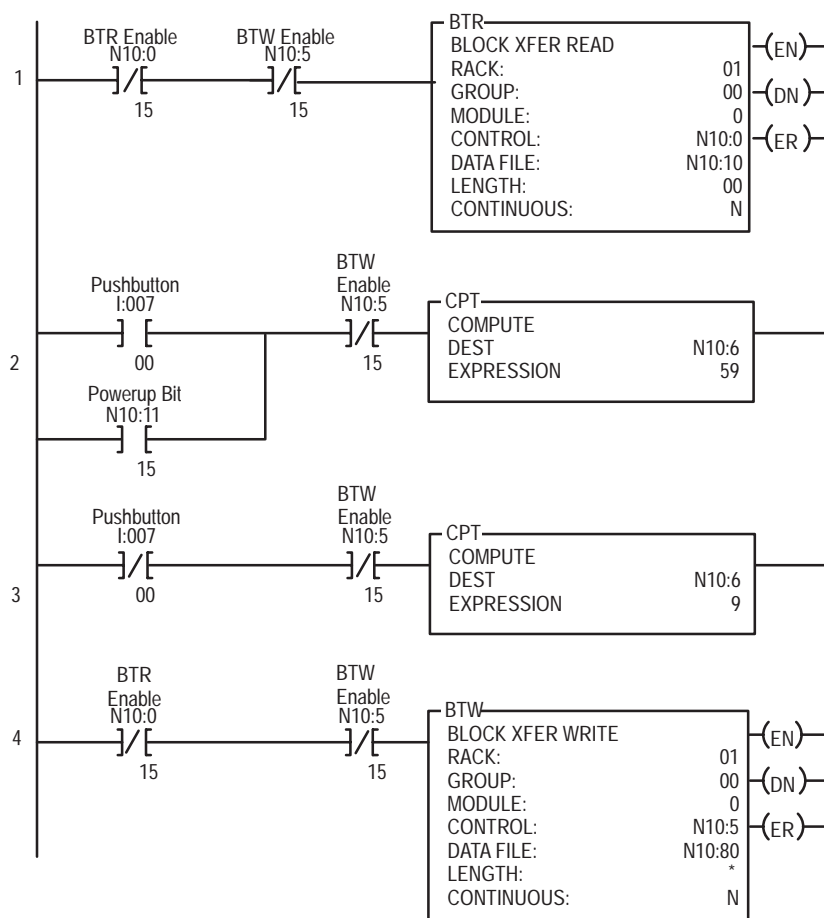 1
BTR Enable
N10:0
15
BTW Enable
N10:5
15
BTR
BLOCK XFER READ
RACK: 01
GROUP: 00
MODULE: 0
CONTROL: N10:0
DATA FILE: N10:10
LENGTH: 00
CONTINUOUS: N
(EN)
(DN)
(ER)
2
Pushbutton
I:007
00
Powerup Bit
N10:11
15
BTW
Enable
N10:5
15
CPT
COMPUTE
DEST N10:6
EXPRESSION 59
3
Pushbutton
I:007
00
BTW
Enable
N10:5
15
CPT
COMPUTE
DEST N10:6
EXPRESSION 9
4
BTR
Enable
N10:0
15
BTW
Enable
N10:5
15
BTW
BLOCK XFER WRITE
RACK: 01
GROUP: 00
MODULE: 0
CONTROL: N10:5
DATA FILE: N10:80
LENGTH: *
CONTINUOUS: N
(EN)
(DN)
(ER)